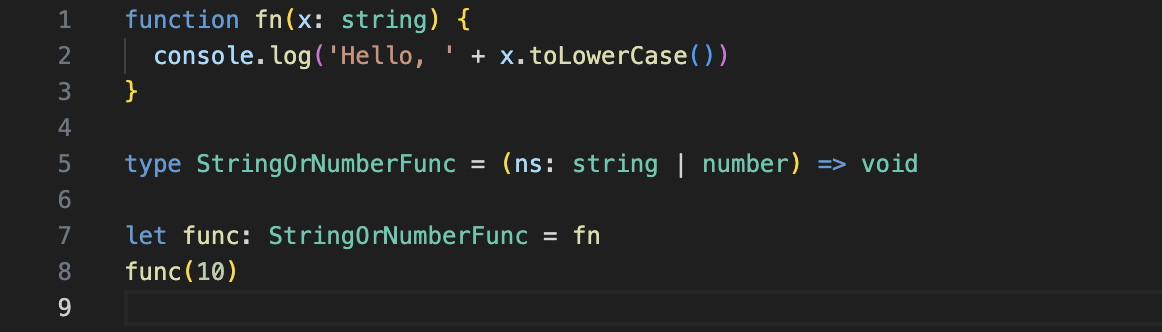 1 function fn(x: string) {
2   console.log('Hello, ' + x.toLowerCase())
3 }
4
5 type StringOrNumberFunc = (ns: string | number) => void
6
7 let func: StringOrNumberFunc = fn
8 func(10)
9